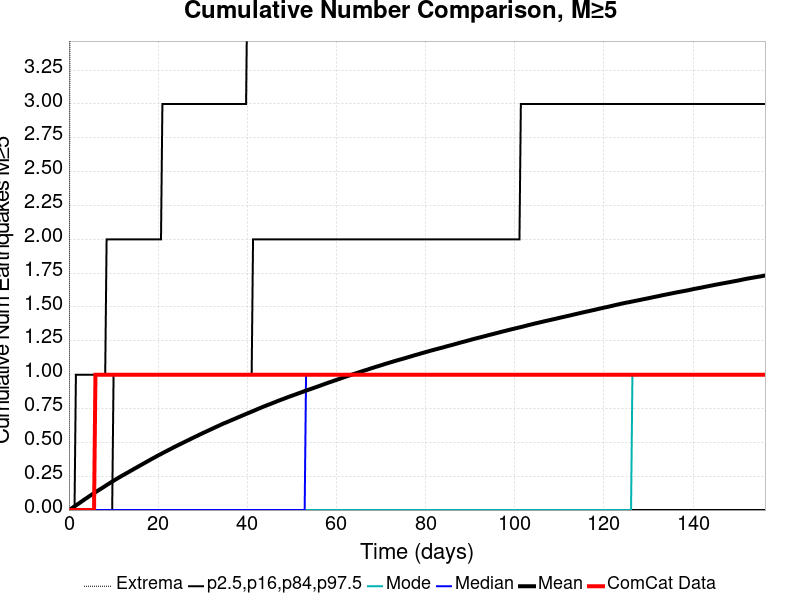 Cumulative Number Comparison, M≥5
Cumulative Num Earthquakes M≥5
3.25
3.00
2.75
2.50
2.25
2.00
1.75
1.50
1.25
1.00
0.75
0.50
0.25
0.00
0 20 40 60 80 100 120 140
Time (days)
Extrema p2.5,p16,p84,p97.5 Mode Median Mean ComCat Data